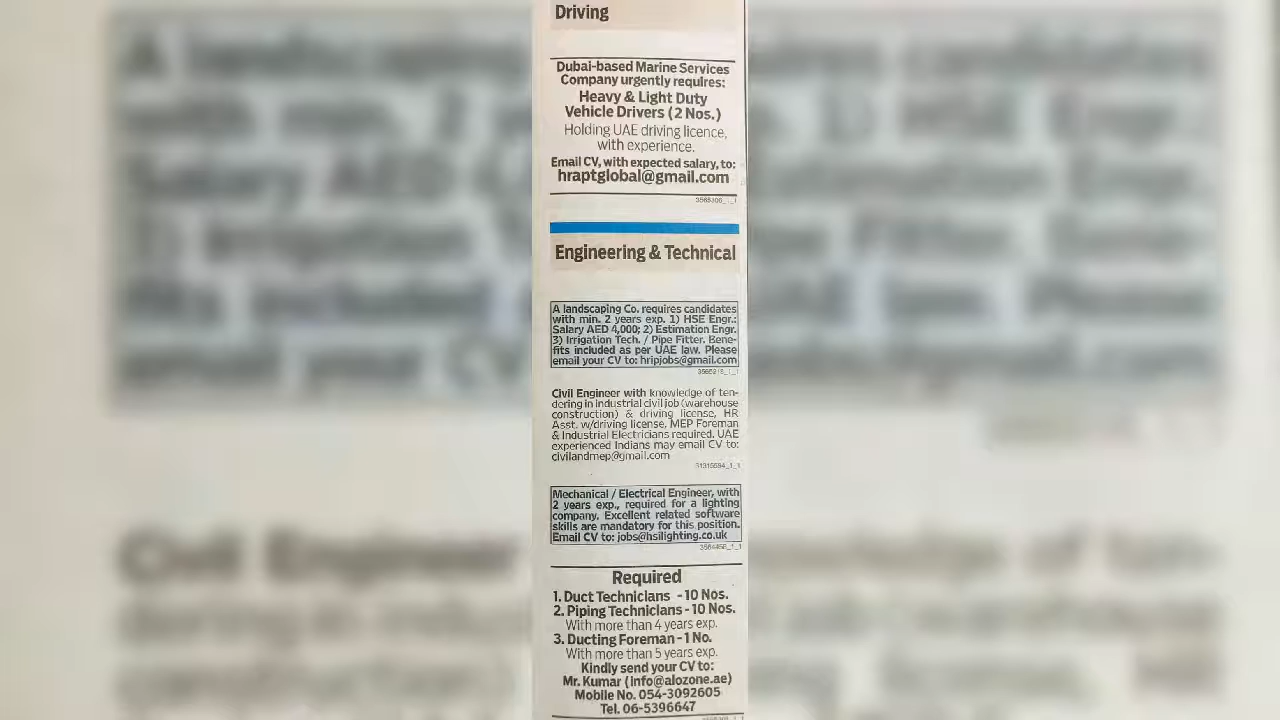 Driving
Dubai-based Marine Services
Company urgently requires:
Heavy & Light Duty
Vehicle Drivers (2 Nos.)
Holding UAE driving licence,
with experience.
Email CV, with expected salary, to:
hraptglobal@gmail.com
Engineering & Technical
A landscaping Co. requires candidates
with min. 2 years exp. 1) HSE Engr.:
Salary AED 4,000; 2) Estimation Engr.
3) Irrigation Tech. / Pipe Fitter. Bene-
fits included as per UAE law. Please
email your CV to: hripjobs@gmail.com
Civil Engineer with knowledge of ten-
dering in industrial civil job (warehouse
construction) & driving license, HR
Asst. w/driving license, MEP Foreman
& Industrial Electricians required. UAE
experienced Indians may email CV to:
civilandmep@gmail.com
Mechanical / Electrical Engineer, with
2 years exp., required for a lighting
company. Excellent related software
skills are mandatory for this position.
Email CV to: jobs@hsilighting.co.uk
Required
1. Duct Technicians - 10 Nos.
2. Piping Technicians - 10 Nos.
With more than 4 years exp.
3. Ducting Foreman - 1 No.
With more than 5 years exp.
Kindly send your CV to:
Mr. Kumar (info@alozone.ae)
Mobile No. 054-3092605
Tel. 06-5396647